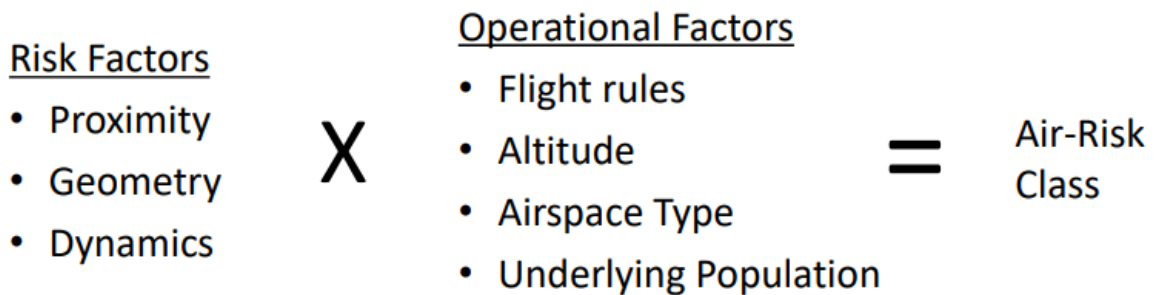 Risk Factors
• Proximity
• Geometry
• Dynamics
X
Operational Factors
• Flight rules
• Altitude
• Airspace Type
• Underlying Population
=
Air-Risk
Class